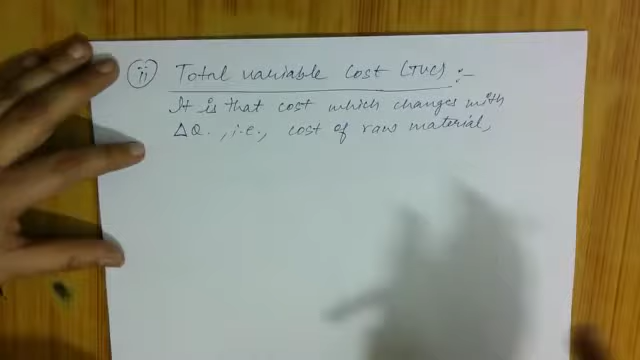 (ii) Total variable cost (TVC) :-
It is that cost which changes with
ΔQ., i.e., cost of raw material,